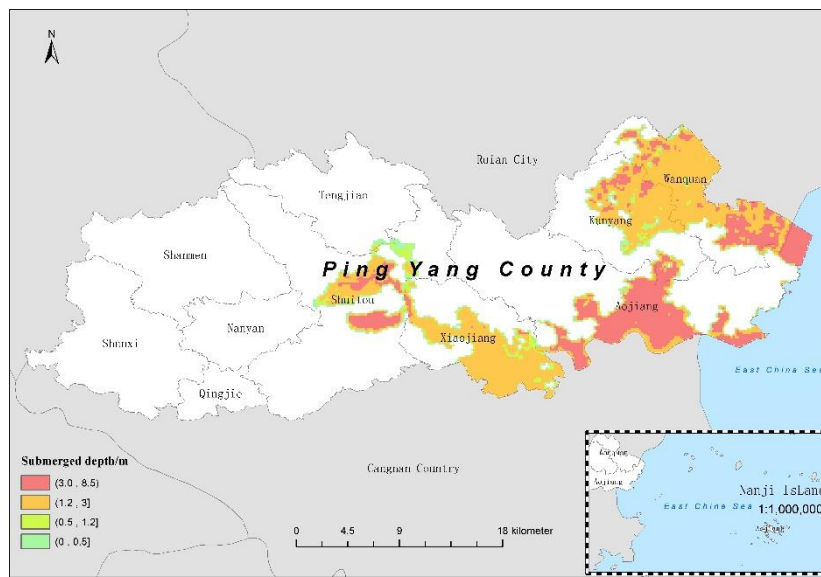 N
Ruian City
Tengjian
Wanquan
Kunyang
Shanmen
Ping Yang County
Shuitou
Aojiang
Nanyan
Xiaojiang
Shunxi
Qingjie
East China Sea
Submerged depth/m
(3.0 , 8.5)
(1.2 , 3]
(0.5 , 1.2]
(0 , 0.5]
Cangnan Country
0 4.5 9 18 kilometer
Aojiang
Nanji IsLand
East China Sea
1:1,000,000